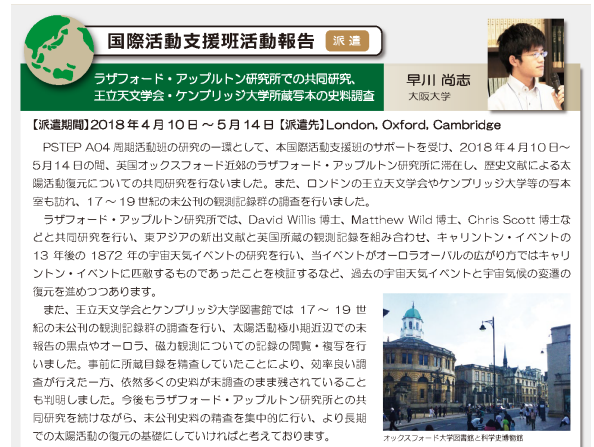 国際活動支援班活動報告 派遣
ラザフォード・アップルトン研究所での共同研究、
王立天文学会・ケンブリッジ大学所蔵写本の史料調査
早川 尚志
大阪大学
【派遣期間】2018年4月10日～5月14日【派遣先】London, Oxford, Cambridge
PSTEP A04 周期活動班の研究の一環として、本国際活動支援班のサポートを受け、2018年4月10日～
5月14日の間、英国オックスフォード近郊のラザフォード・アップルトン研究所に滞在し、歴史文献による太
陽活動復元についての共同研究を行ないました。また、ロンドンの王立天文学会やケンブリッジ大学等の写本
室も訪れ、17～19世紀の未公刊の観測記録群の調査を行いました。
ラザフォード・アップルトン研究所では、David Willis 博士、Matthew Wild 博士、Chris Scott 博士な
どと共同研究を行い、東アジアの新出文献と英国所蔵の観測記録を組み合わせ、キャリントン・イベントの
13 年後の 1872 年の宇宙天気イベントの研究を行い、当イベントがオーロラオーバルの広がり方ではキャリ
ントン・イベントに匹敵するものであったことを検証するなど、過去の宇宙天気イベントと宇宙気候の変遷の
復元を進めつつあります。
また、王立天文学会とケンブリッジ大学図書館では 17～ 19 世
紀の未公刊の観測記録群の調査を行い、太陽活動極小期近辺での未
報告の黒点やオーロラ、磁力観測についての記録の閲覧・複写を行
いました。事前に所蔵目録を精査していたことにより、効率良い調
査が行えた一方、依然多くの史料が未調査のまま残されていること
も判明しました。今後もラザフォード・アップルトン研究所との共
同研究を続けながら、未公刊史料の精査を集中的に行い、より長期
での太陽活動の復元の基礎にしていければと考えております。
オックスフォード大学図書館と科学史博物館